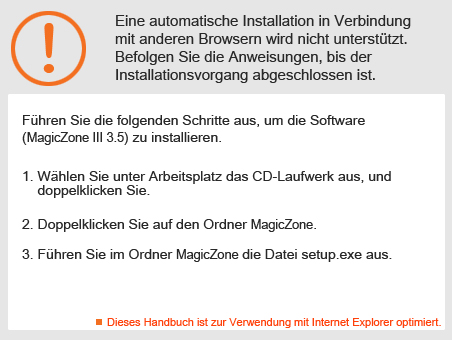 Eine automatische Installation in Verbindung
mit anderen Browsern wird nicht unterstützt.
Befolgen Sie die Anweisungen, bis der
Installationsvorgang abgeschlossen ist.
Führen Sie die folgenden Schritte aus, um die Software
(MagicZone III 3.5) zu installieren.
1. Wählen Sie unter Arbeitsplatz das CD-Laufwerk aus, und
doppelklicken Sie.
2. Doppelklicken Sie auf den Ordner MagicZone.
3. Führen Sie im Ordner MagicZone die Datei setup.exe aus.
Dieses Handbuch ist zur Verwendung mit Internet Explorer optimiert.